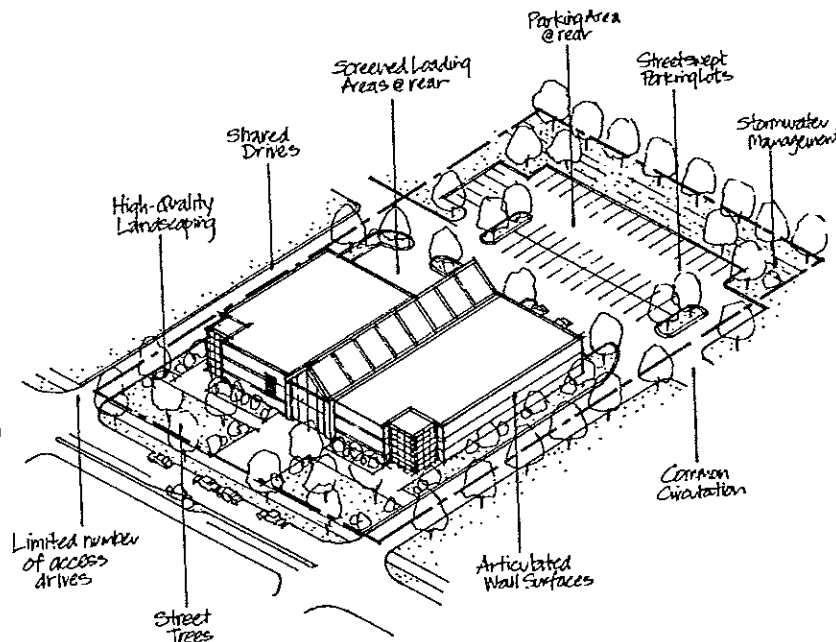 Parking Area
@ rear
Screened Loading
Areas @ rear
Streetswept
Parking Lots
Shared
Drives
Stormwater
Management
High-Quality
Landscaping
Common
Circulation
Limited number
of access
drives
Articulated
Wall Surfaces
Street
Trees